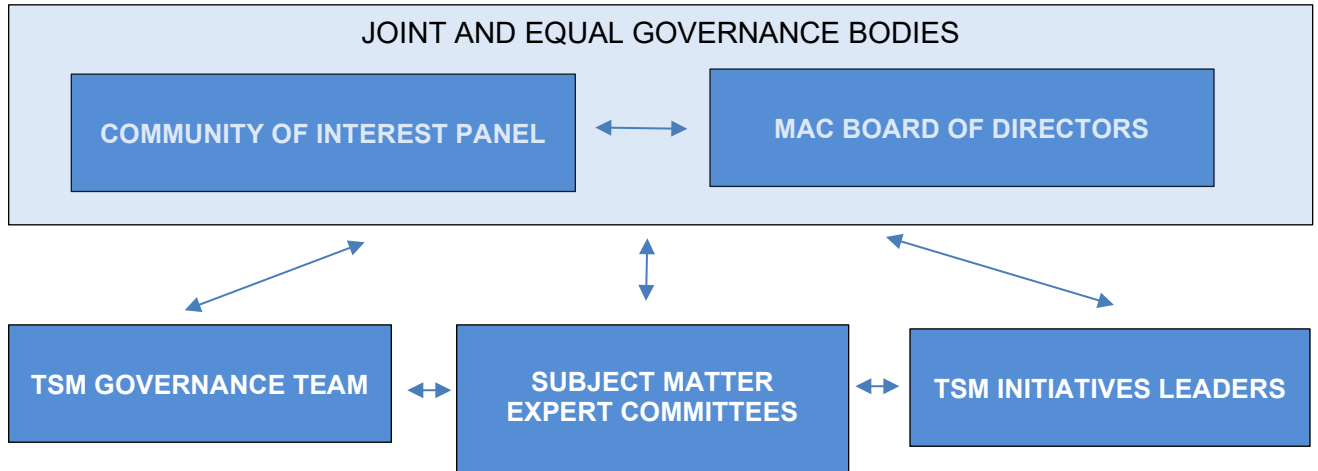 JOINT AND EQUAL GOVERNANCE BODIES
COMMUNITY OF INTEREST PANEL
MAC BOARD OF DIRECTORS
TSM GOVERNANCE TEAM
SUBJECT MATTER
EXPERT COMMITTEES
TSM INITIATIVES LEADERS